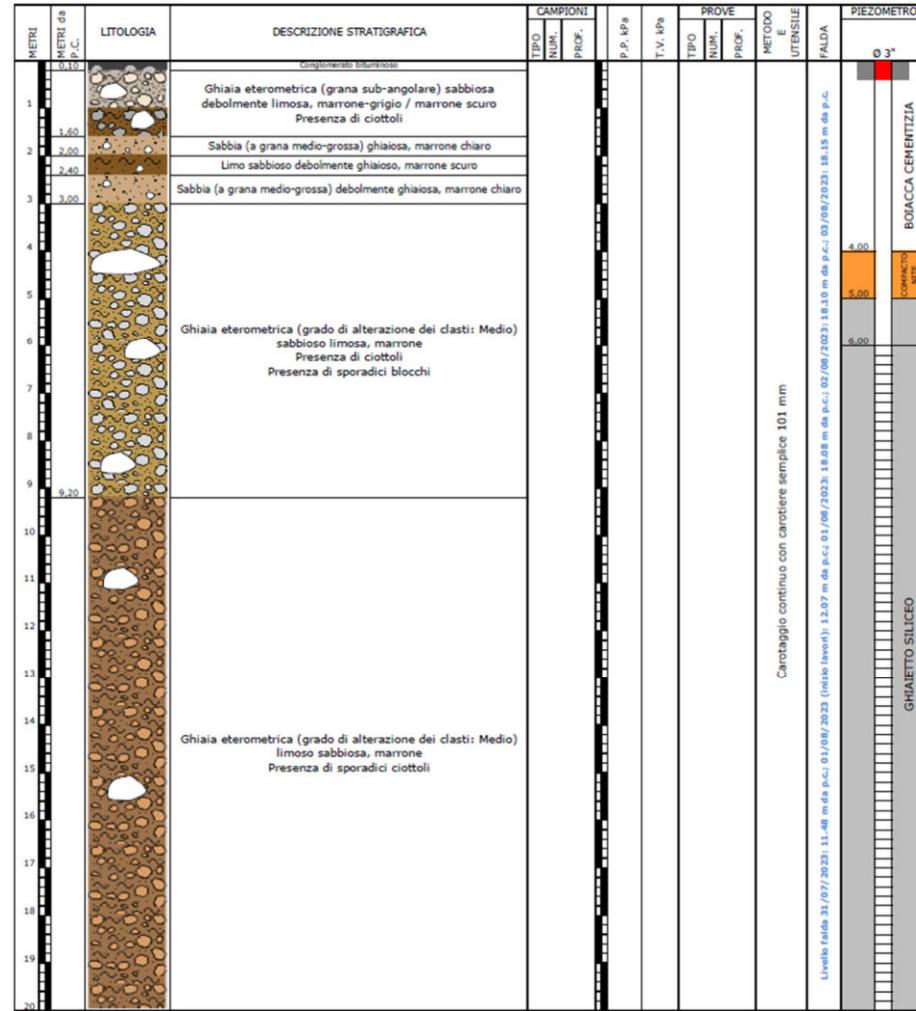 METRI
METRI da P.C.
LITOLOGIA
DESCRIZIONE STRATIGRAFICA
CAMPIONI
TIPO
NUM.
PROF.
P.P. kPa
T.V. kPa
PROVE
TIPO
NUM.
PROF.
METODO E UTENSILE
FALDA
PIEZOMETRO
Ø 3"
0,10
Conglomerato bituminoso
Ghiaia eterometrica (grana sub-angolare) sabbiosa
debolmente limosa, marrone-grigio / marrone scuro
Presenza di ciottoli
1
1,60
Sabbia (a grana medio-grossa) ghiaiosa, marrone chiaro
2
2,00
Limo sabbioso debolmente ghiaioso, marrone scuro
2,40
Sabbia (a grana medio-grossa) debolmente ghiaiosa, marrone chiaro
3
3,00
4
5
6
Ghiaia eterometrica (grado di alterazione dei clasti: Medio)
sabbioso limosa, marrone
Presenza di ciottoli
Presenza di sporadici blocchi
7
8
9
9,20
10
11
12
13
14
Ghiaia eterometrica (grado di alterazione dei clasti: Medio)
limoso sabbiosa, marrone
Presenza di sporadici ciottoli
15
16
17
18
19
20
Carotaggio continuo con carotiere semplice 101 mm
Livello falda 31/07/2023: 11.48 m da p.c.; 01/08/2023 (inizio lavori): 12.07 m da p.c.; 01/08/2023: 18.08 m da p.c.; 02/08/2023: 18.10 m da p.c.; 03/08/2023: 18.15 m da p.c.
BOIACCA CEMENTIZIA
4,00
COMPACTO
NITE
5,00
6,00
GHIAIETTO SILICEO